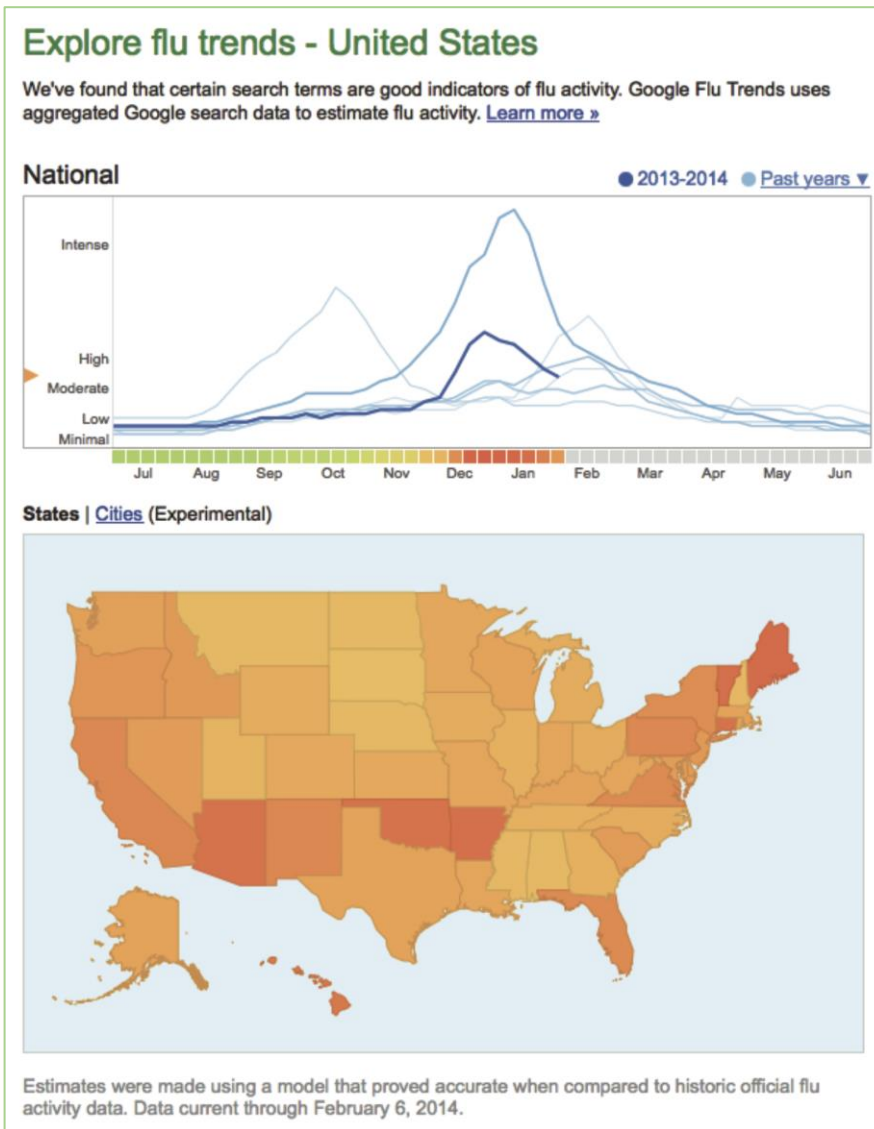 Explore flu trends - United States
We've found that certain search terms are good indicators of flu activity. Google Flu Trends uses
aggregated Google search data to estimate flu activity. Learn more »
National
2013-2014 Past years ▼
Intense
High
Moderate
Low
Minimal
Jul Aug Sep Oct Nov Dec Jan Feb Mar Apr May Jun
States | Cities (Experimental)
Estimates were made using a model that proved accurate when compared to historic official flu
activity data. Data current through February 6, 2014.